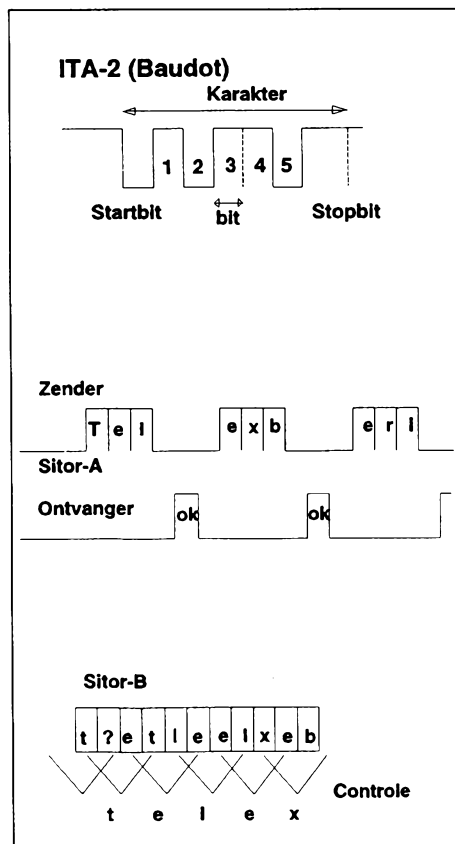 ITA-2 (Baudot)
Karakter
1 2 3 4 5
Startbit bit Stopbit
Zender
T e l e x b e r l
Sitor-A
Ontvanger ok ok
Sitor-B
t ? e t l e e l x e b
Controle
t e l e x